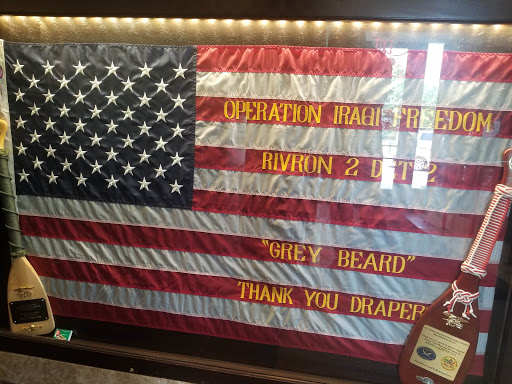 OPERATION IRAQI FREEDOM
RIVRON 2 DET 2
"GREY BEARD"
THANK YOU DRAPER